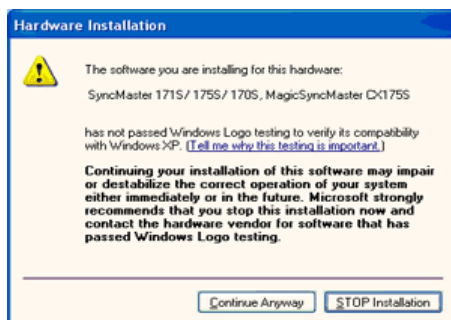 Hardware Installation
The software you are installing for this hardware:
SyncMaster 171S/ 175S/ 170S, MagicSyncMaster CX175S
has not passed Windows Logo testing to verify its compatibility
with Windows XP. (Tell me why this testing is important.)
Continuing your installation of this software may impair
or destabilize the correct operation of your system
either immediately or in the future. Microsoft strongly
recommends that you stop this installation now and
contact the hardware vendor for software that has
passed Windows Logo testing.
Continue Anyway
STOP Installation